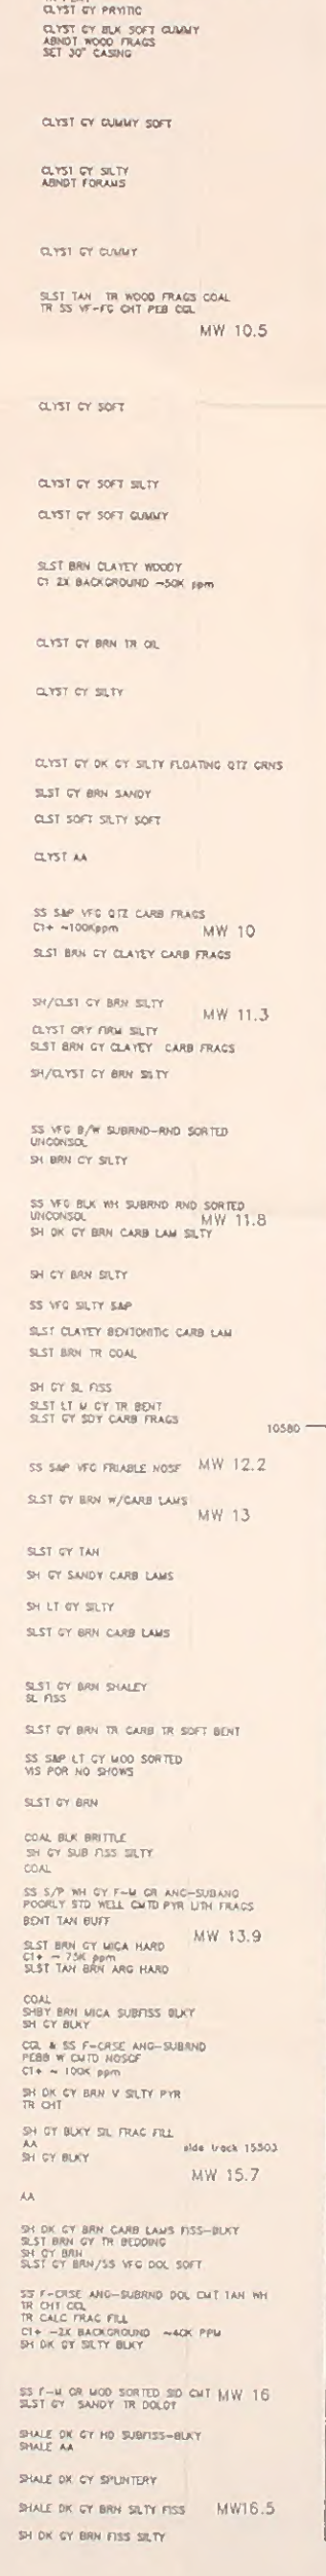 CLYST GY PRYITIC
CLYST GY BLK SOFT GUMMY
ABNDT WOOD FRAGS
SET 30" CASING
CLYST GY GUMMY SOFT
CLYST GY SILTY
ABNDT FORAMS
CLYST GY GUMMY
SLST TAN TR WOOD FRAGS COAL
TR SS VF-FG CHT PEB CGL
MW 10.5
CLYST GY SOFT
CLYST GY SOFT SILTY
CLYST GY SOFT GUMMY
SLST BRN CLAYEY WOODY
C1 2X BACKGROUND ~50K ppm
CLYST GY BRN TR OIL
CLYST GY SILTY
CLYST GY DK GY SILTY FLOATING QTZ GRNS
SLST GY BRN SANDY
CLST SOFT SILTY SOFT
CLYST AA
SS S&P VFG QTZ CARB FRAGS
C1+ ~100Kppm MW 10
SLST BRN GY CLAYEY CARB FRAGS
SH/CLST GY BRN SILTY
MW 11.3
CLYST GRY FIRM SILTY
SLST BRN GY CLAYEY CARB FRAGS
SH/CLYST GY BRN SILTY
SS VFG B/W SUBRND-RND SORTED
UNCONSOL
SH BRN GY SILTY
SS VFG BLK WH SUBRND RND SORTED
UNCONSOL MW 11.8
SH DK GY BRN CARB LAM SILTY
SH GY BRN SILTY
SS VFG SILTY S&P
SLST CLAYEY BENTONITIC CARB LAM
SLST BRN TR COAL
SH GY SL FISS
SLST LT M GY TR BENT
SLST GY SDY CARB FRAGS
10580
SS S&P VFG FRIABLE NOSF MW 12.2
SLST GY BRN W/CARB LAMS
MW 13
SLST GY TAN
SH GY SANDY CARB LAMS
SH LT GY SILTY
SLST GY BRN CARB LAMS
SLST GY BRN SHALEY
SL FISS
SLST GY BRN TR CARB TR SOFT BENT
SS S&P LT GY MOD SORTED
VIS POR NO SHOWS
SLST GY BRN
COAL BLK BRITTLE
SH GY SUB FISS SILTY
COAL
SS S/P WH GY F-M GR ANG-SUBANG
POORLY STD WELL CMTD PYR LITH FRAGS
BENT TAN BUFF
MW 13.9
SLST BRN GY MICA HARD
C1+ ~ 75K ppm
SLST TAN BRN ARG HARD
COAL
SHBY BRN MICA SUBFISS BLKY
SH GY BLKY
CGL & SS F-CRSE ANG-SUBRND
PEBB W CMTD NOSOF
C1+ ~ 100K ppm
SH DK GY BRN V SILTY PYR
TR CHT
SH GY BLKY SIL FRAC FILL
AA side track 15503
SH GY BLKY
MW 15.7
AA
SH DK GY BRN CARB LAMS FISS-BLKY
SLST BRN GY TR BEDDING
SH GY BRN
SLST GY BRN/SS VFG DOL SOFT
SS F-CRSE ANG-SUBRND DOL CMT TAN WH
TR CHT CGL
TR CALC FRAC FILL
C1+ ~2X BACKGROUND ~40K PPM
SH DK GY SILTY BLKY
SS F-M GR MOD SORTED SID CMT MW 16
SLST GY SANDY TR DOLOT
SHALE DK GY HD SUBFISS-BLKY
SHALE AA
SHALE DK GY SPLINTERY
SHALE DK GY BRN SILTY FISS MW16.5
SH DK GY BRN FISS SILTY